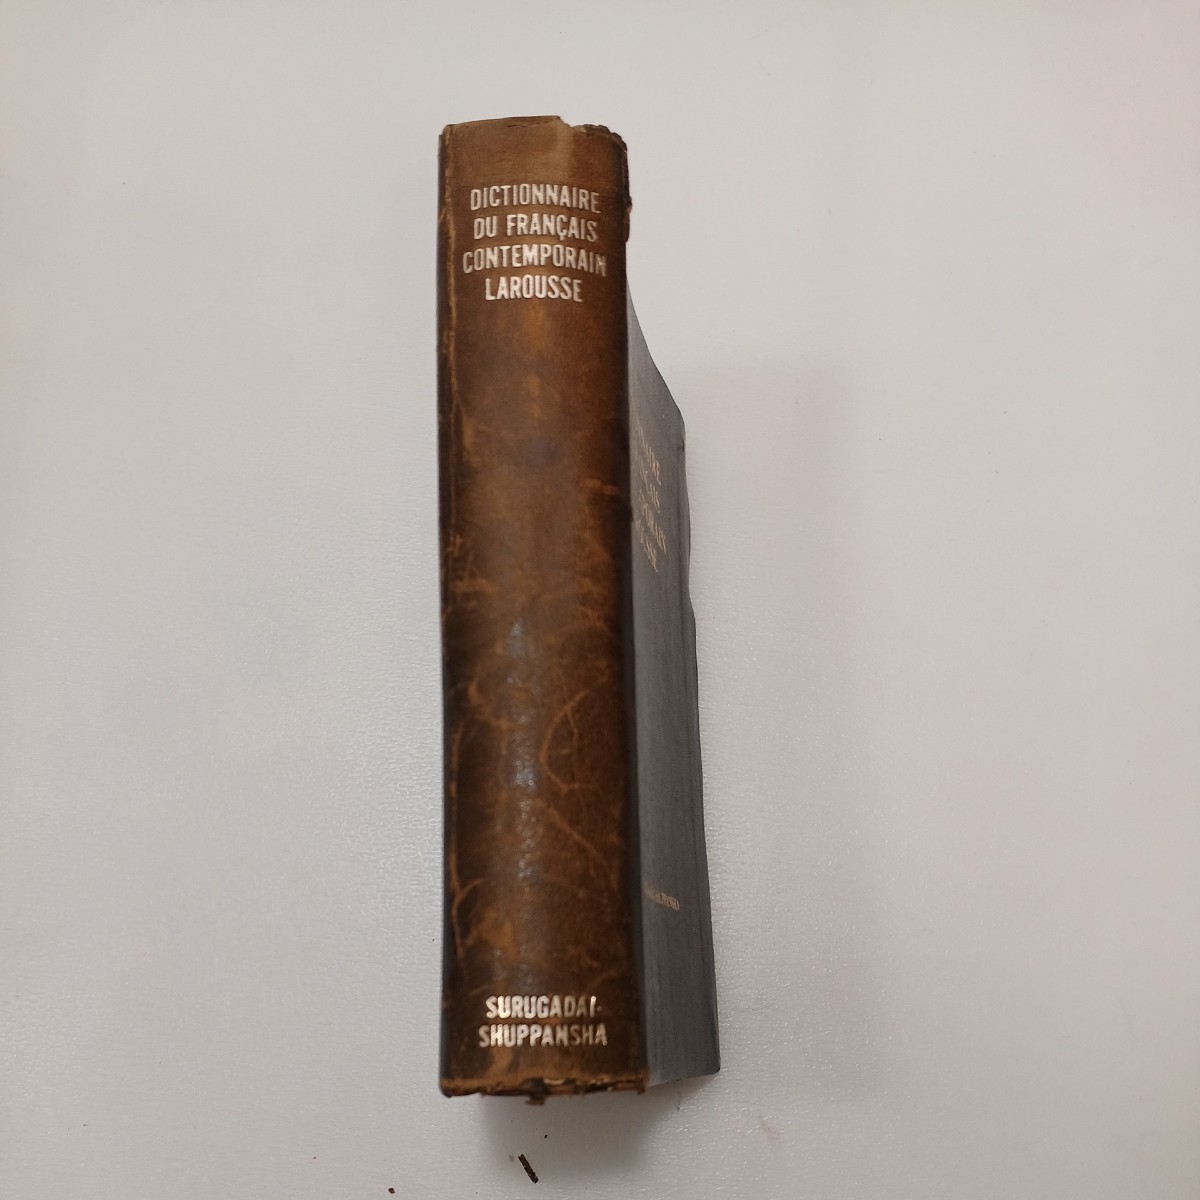 DICTIONNAIRE
DU FRANÇAIS
CONTEMPORAIN
LAROUSSE
SURUGADAI-
SHUPPANSHA